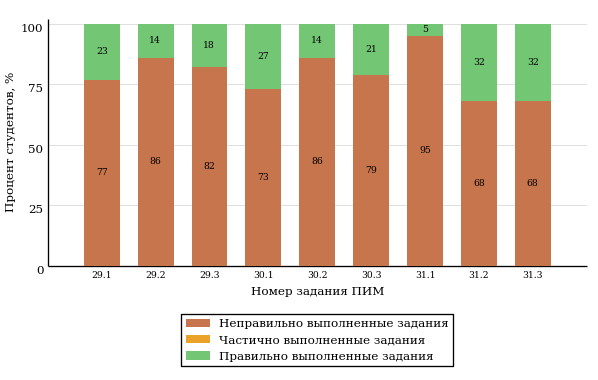 Процент студентов, %
100
75
50
25
0
23 14 18 27 14 21 5 32 32
77 86 82 73 86 79 95 68 68
29.1 29.2 29.3 30.1 30.2 30.3 31.1 31.2 31.3
Номер задания ПИМ
Неправильно выполненные задания
Частично выполненные задания
Правильно выполненные задания